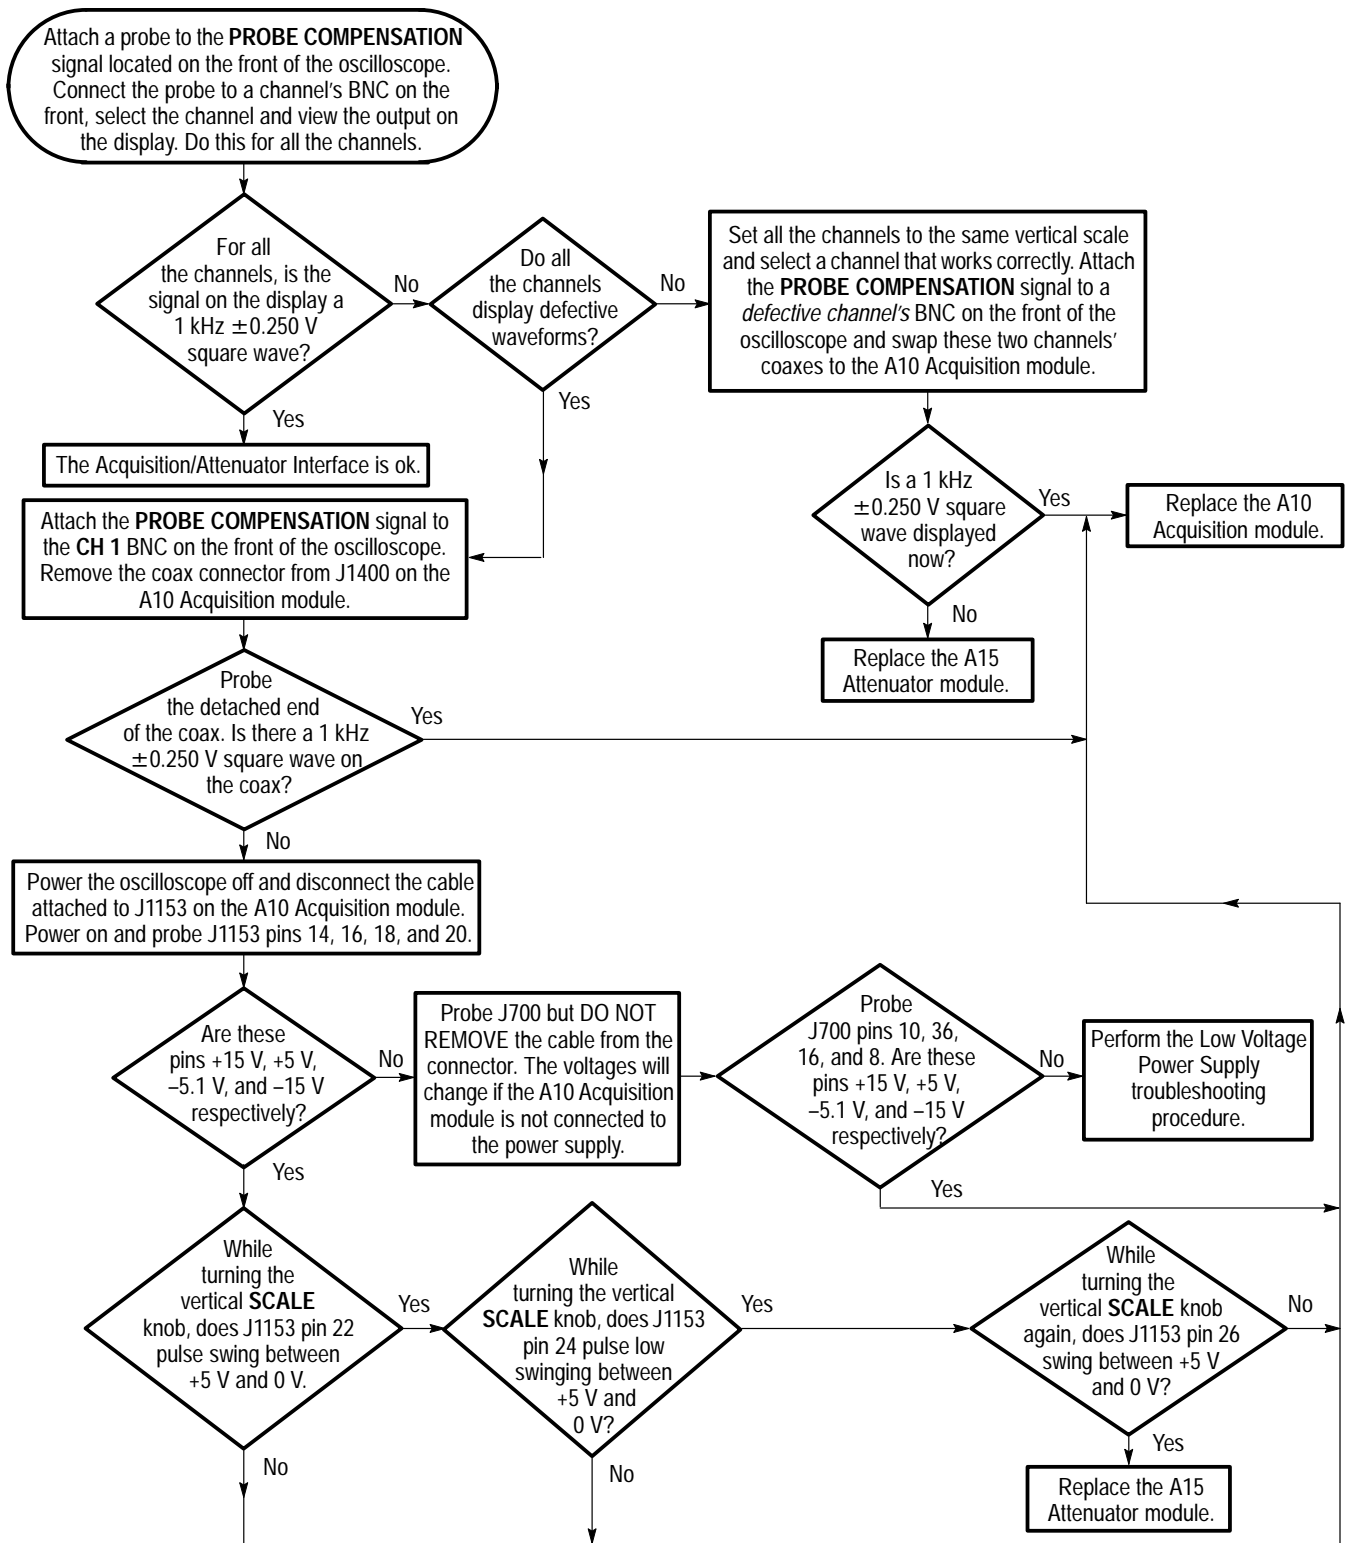 Attach a probe to the PROBE COMPENSATION
signal located on the front of the oscilloscope.
Connect the probe to a channel's BNC on the
front, select the channel and view the output on
the display. Do this for all the channels.
For all
the channels, is the
signal on the display a
1 kHz ±0.250 V
square wave?
No
Yes
Do all
the channels
display defective
waveforms?
No
Yes
Set all the channels to the same vertical scale
and select a channel that works correctly. Attach
the PROBE COMPENSATION signal to a
defective channel's BNC on the front of the
oscilloscope and swap these two channels'
coaxes to the A10 Acquisition module.
The Acquisition/Attenuator Interface is ok.
Is a 1 kHz
±0.250 V square
wave displayed
now?
Yes
No
Replace the A10
Acquisition module.
Replace the A15
Attenuator module.
Attach the PROBE COMPENSATION signal to
the CH 1 BNC on the front of the oscilloscope.
Remove the coax connector from J1400 on the
A10 Acquisition module.
Probe
the detached end
of the coax. Is there a 1 kHz
±0.250 V square wave on
the coax?
Yes
No
Power the oscilloscope off and disconnect the cable
attached to J1153 on the A10 Acquisition module.
Power on and probe J1153 pins 14, 16, 18, and 20.
Are these
pins +15 V, +5 V,
–5.1 V, and –15 V
respectively?
No
Yes
Probe J700 but DO NOT
REMOVE the cable from the
connector. The voltages will
change if the A10 Acquisition
module is not connected to
the power supply.
Probe
J700 pins 10, 36,
16, and 8. Are these
pins +15 V, +5 V,
–5.1 V, and –15 V
respectively?
No
Yes
Perform the Low Voltage
Power Supply
troubleshooting
procedure.
While
turning the
vertical SCALE
knob, does J1153 pin 22
pulse swing between
+5 V and 0 V.
Yes
No
While
turning the vertical
SCALE knob, does J1153
pin 24 pulse low
swinging between
+5 V and
0 V?
Yes
No
While
turning the
vertical SCALE knob
again, does J1153 pin 26
swing between +5 V
and 0 V?
No
Yes
Replace the A15
Attenuator module.